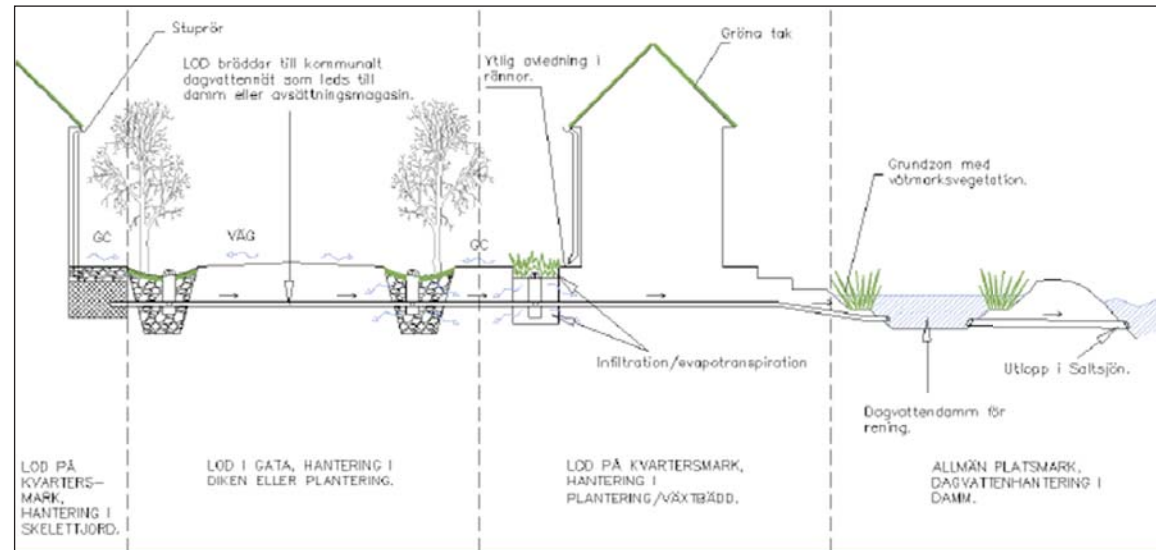 Stuprör
LOD bräddar till kommunalt
dagvattennät som leds till
damm eller avsättningsmagasin.
Ytlig avledning i
rännor.
Gröna tak
Grundzon med
våtmarksvegetation.
GC
VÄG
GC
Infiltration/evapotranspiration
Utlopp i Saltsjön.
Dagvattendamm för
rening.
LOD PÅ
KVARTERS-
MARK,
HANTERING I
SKELETTJORD.
LOD I GATA, HANTERING I
DIKEN ELLER PLANTERING.
LOD PÅ KVARTERSMARK,
HANTERING I
PLANTERING/VÄXTBÄDD.
ALLMÄN PLATSMARK,
DAGVATTENHANTERING I
DAMM.